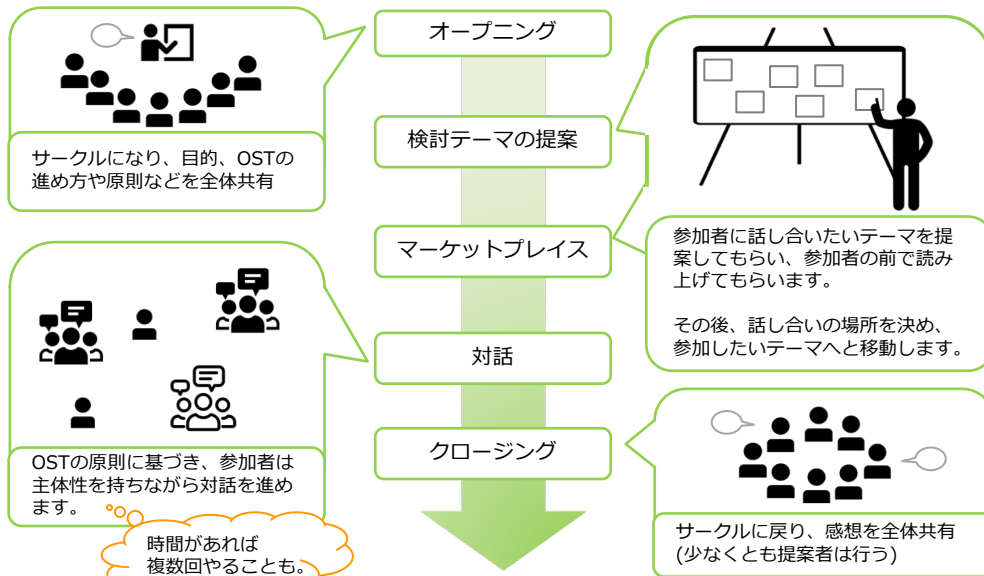 オープニング
検討テーマの提案
マーケットプレイス
対話
クロージング
サークルになり、目的、OSTの
進め方や原則などを全体共有
参加者に話し合いたいテーマを提
案してもらい、参加者の前で読み
上げてもらいます。
その後、話し合いの場所を決め、
参加したいテーマへと移動します。
OSTの原則に基づき、参加者は
主体性を持ちながら対話を進め
ます。
時間があれば
複数回やることも。
サークルに戻り、感想を全体共有
(少なくとも提案者は行う)